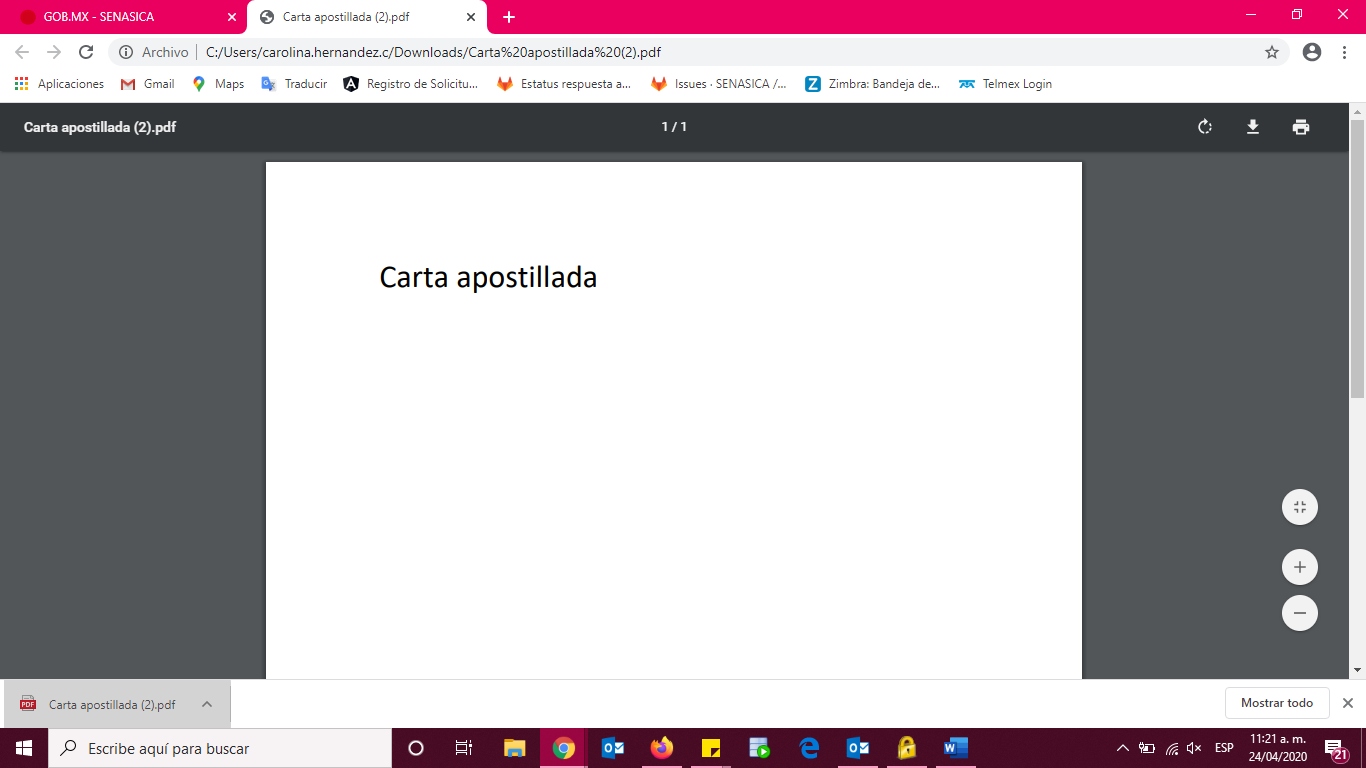 GOB.MX - SENASICA
Carta apostillada (2).pdf
Archivo
C:/Users/carolina.hernandez.c/Downloads/Carta%20apostillada%20(2).pdf
Aplicaciones
Gmail
Maps
Traducir
Registro de Solicitu...
Estatus respuesta a...
Issues · SENASICA /...
Zimbra: Bandeja de...
Telmex Login
Carta apostillada (2).pdf
1 / 1
Carta apostillada
Carta apostillada (2).pdf
Mostrar todo
Escribe aquí para buscar
ESP
11:21 a. m.
24/04/2020
21